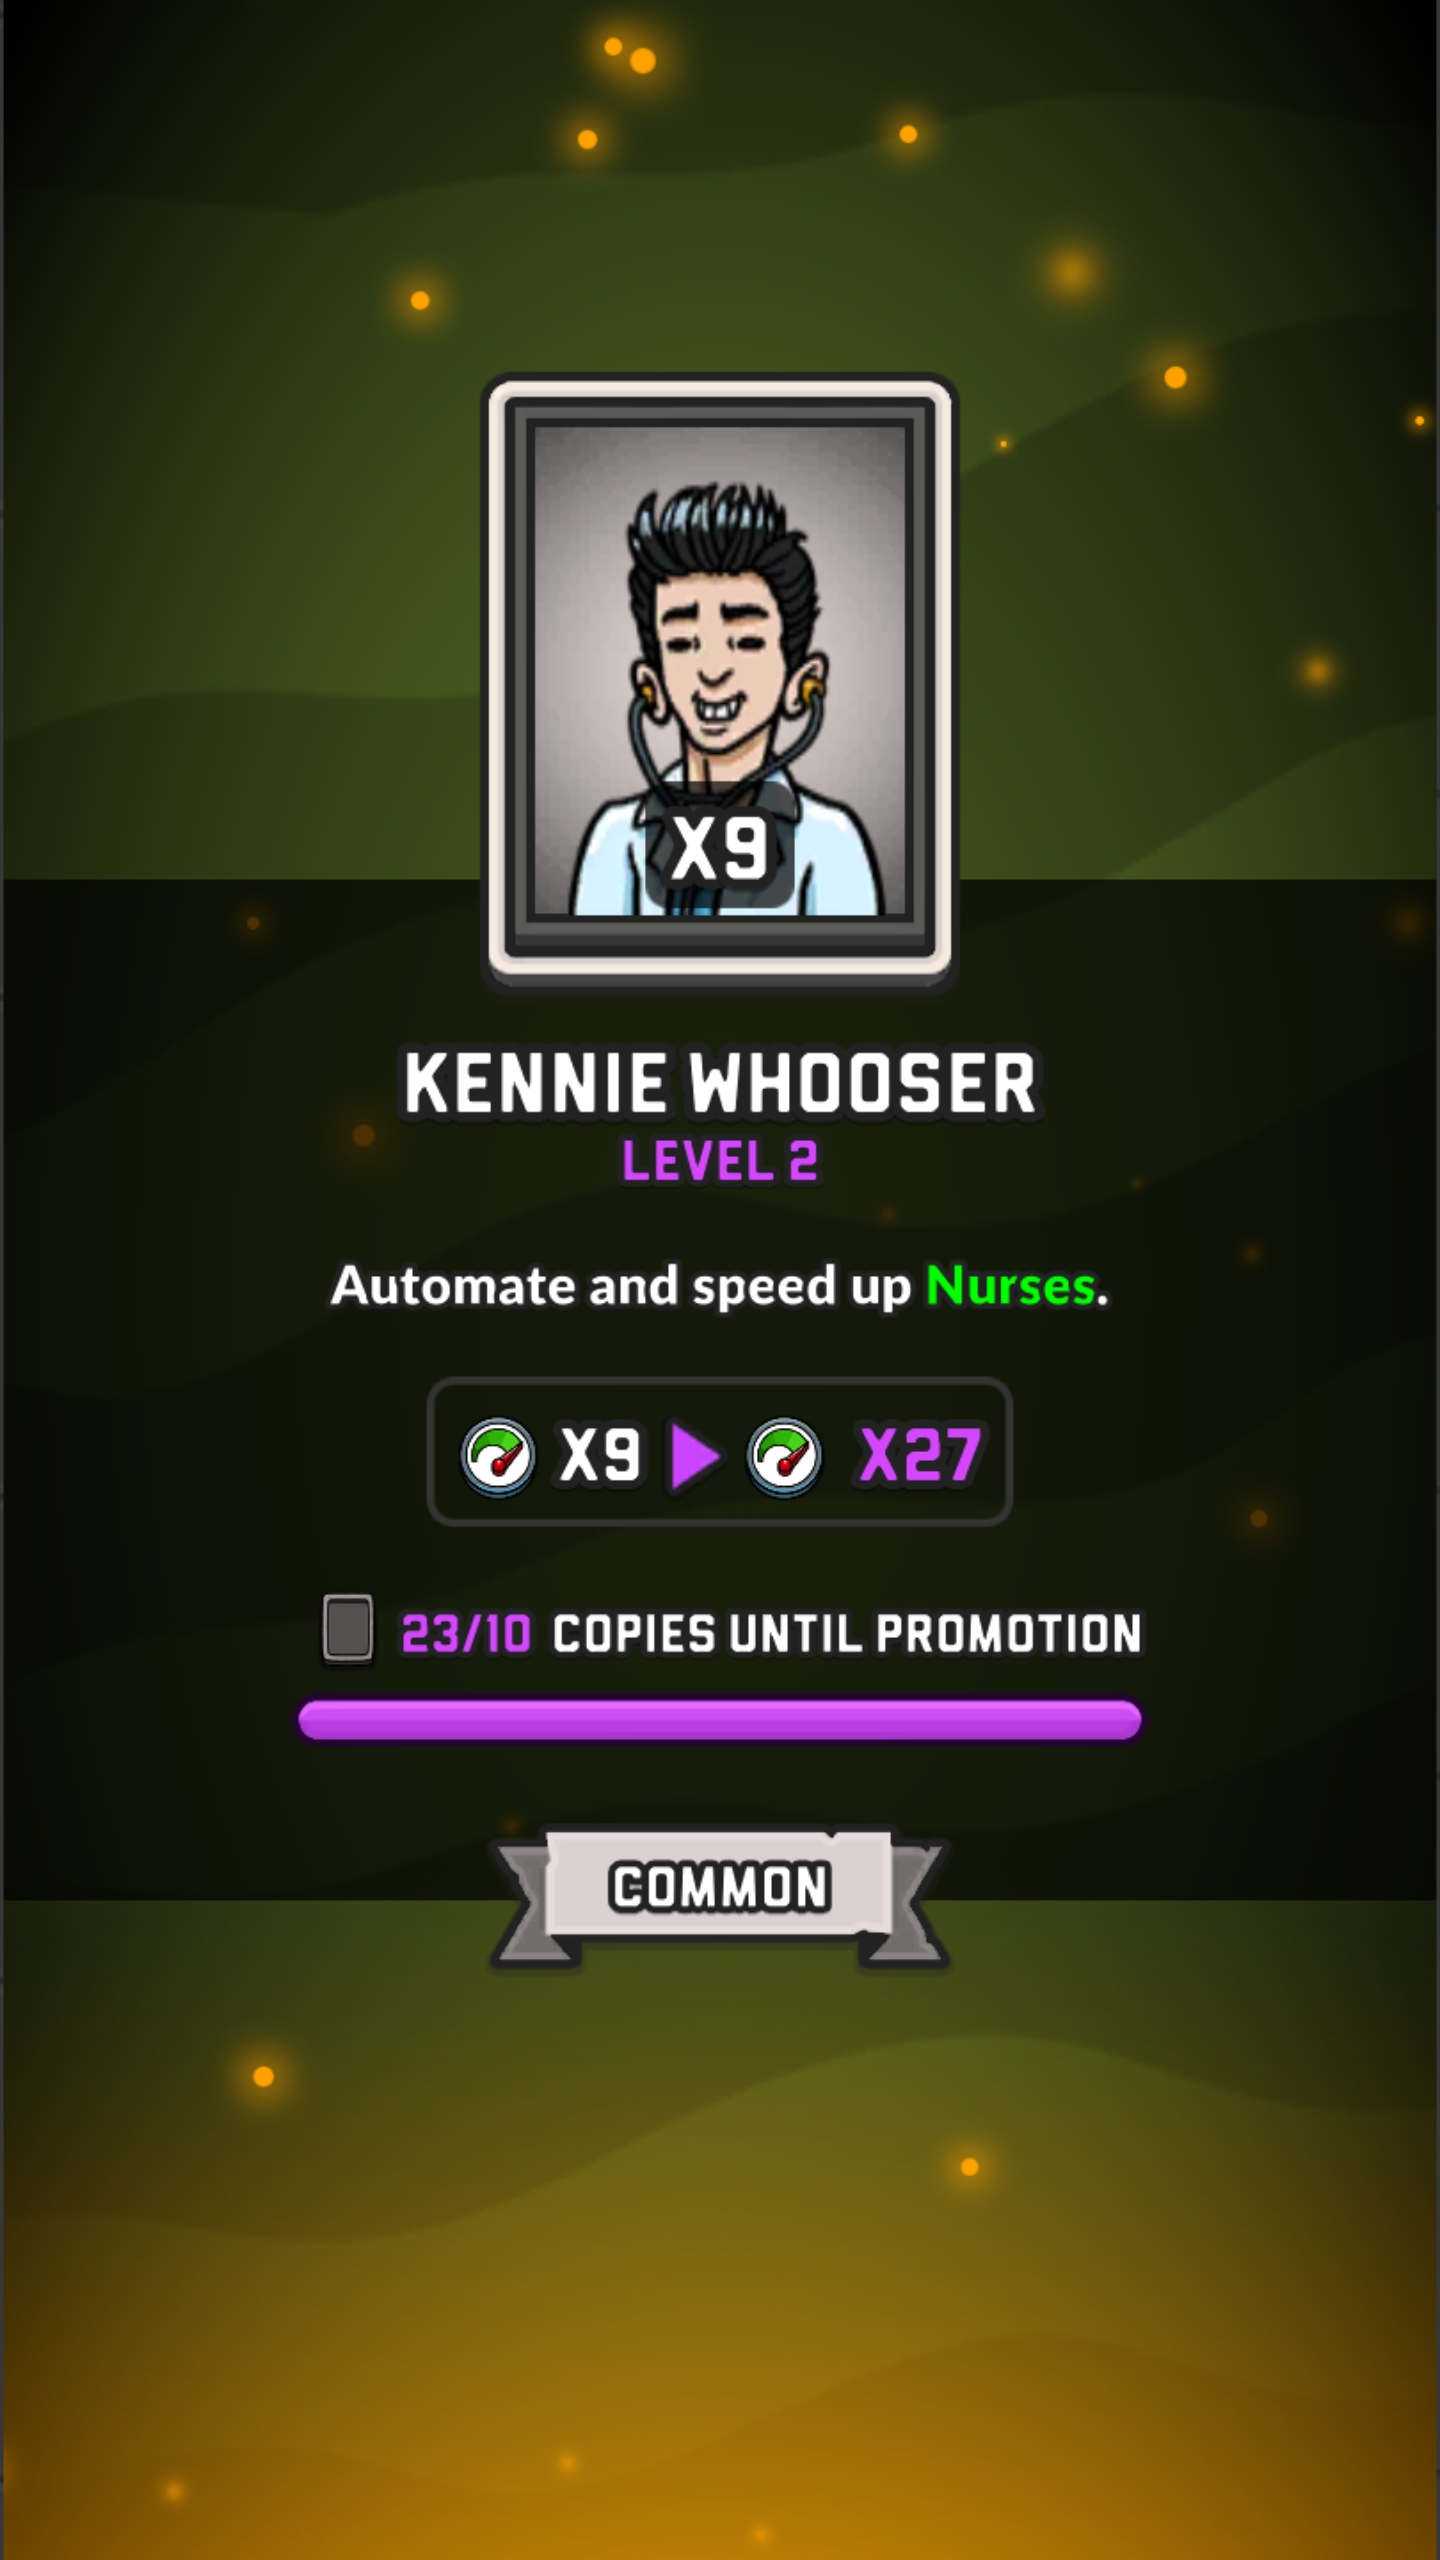 X9
KENNIE WHOOSER
LEVEL 2
Automate and speed up Nurses.
X9 X27
23/10 COPIES UNTIL PROMOTION
COMMON